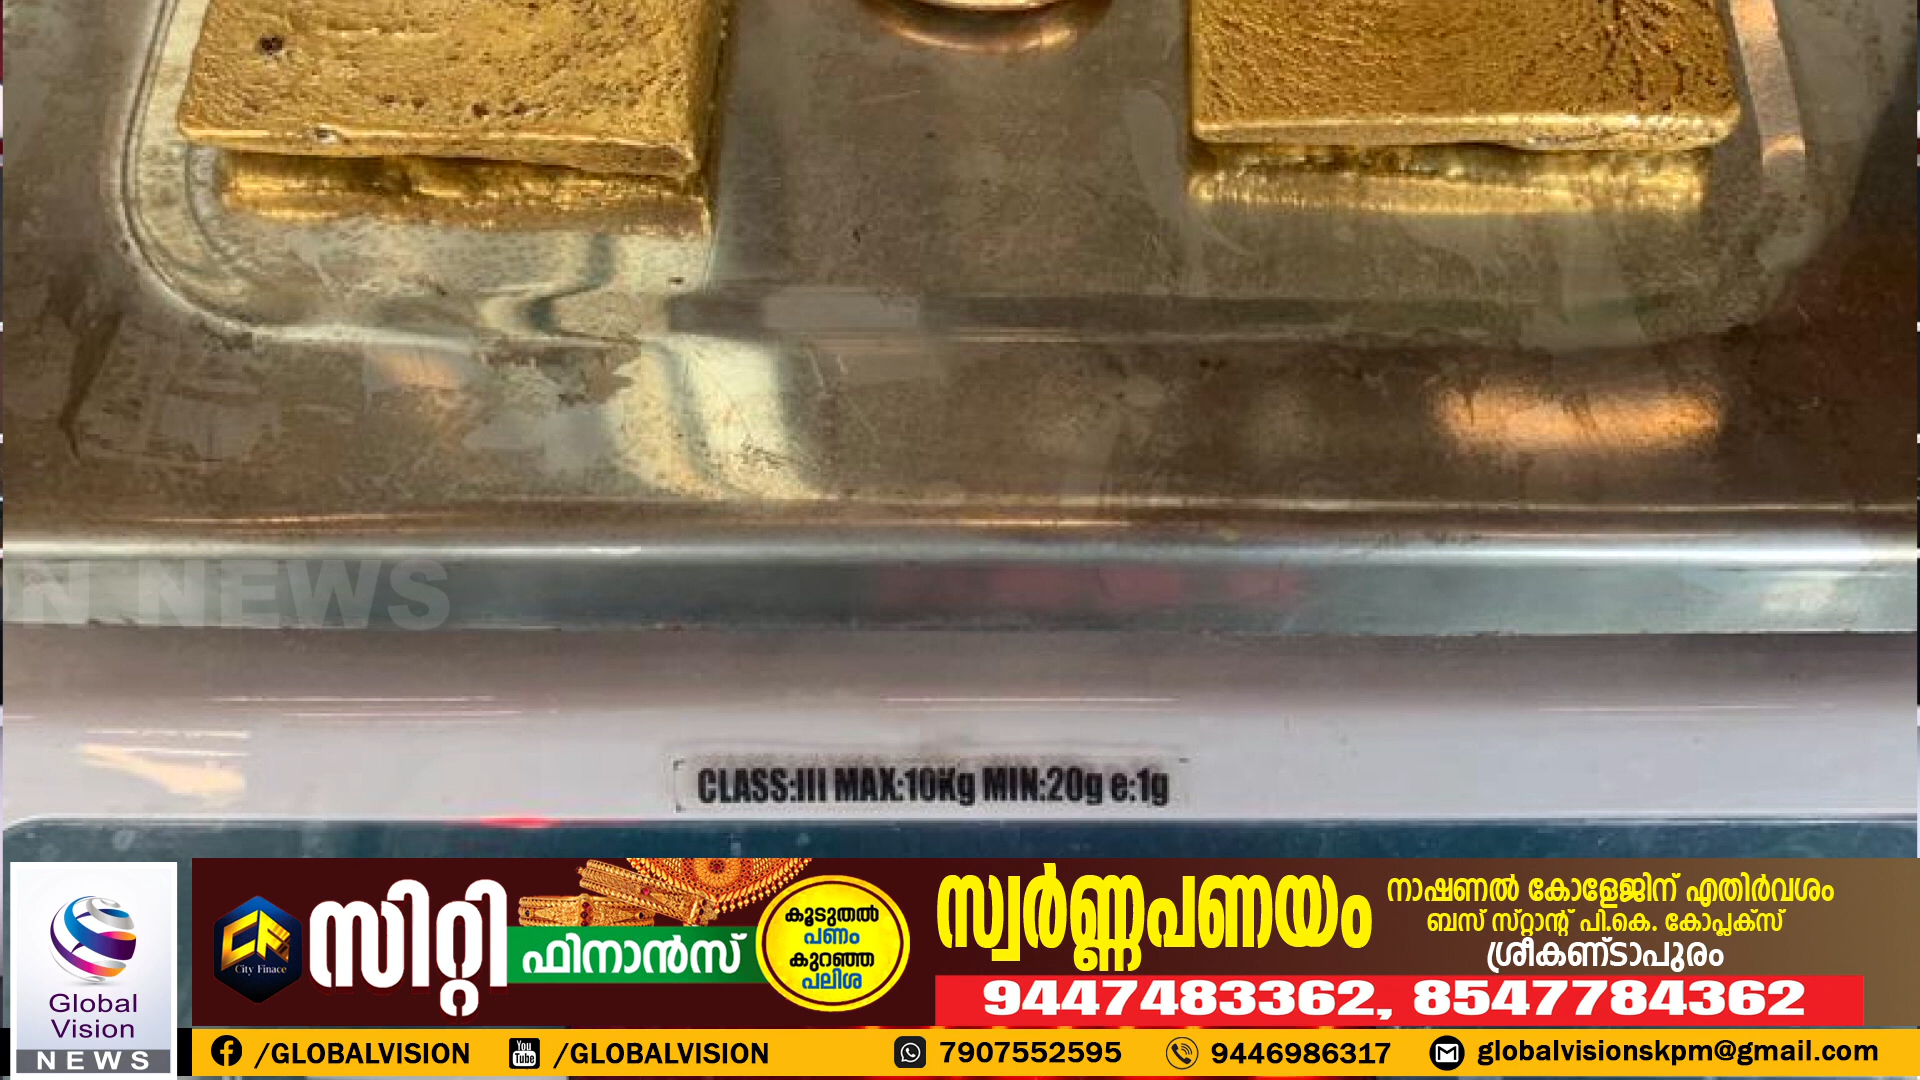 N NEWS
CLASS:III MAX:10Kg MIN:20g e:1g
Global
Vision
NEWS
City Finace
സിറ്റി
ഫിനാൻസ്
കൂടുതൽ
പണം
കുറഞ്ഞ
പലിശ
സ്വർണ്ണപണയം
നാഷണൽ കോളേജിന് എതിർവശം
ബസ് സ്റ്റാന്റ് പി.കെ. കോപ്ലക്സ്
ശ്രീകണ്ടാപുരം
9447483362, 8547784362
/GLOBALVISION
You
Tube
/GLOBALVISION
7907552595
9446986317
globalvisionskpm@gmail.com